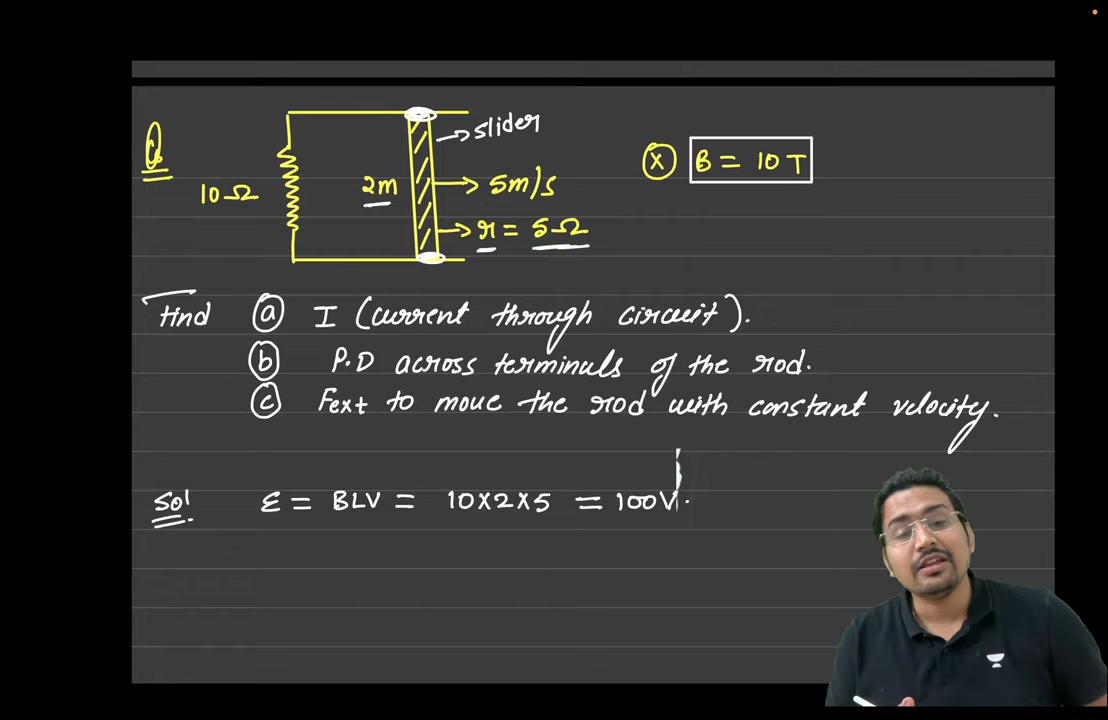 Q.
→ slider
10Ω
2m
→ 5m/s
→ r = 5Ω
ⓧ B = 10 T
Find ⓐ I (current through circuit).
ⓑ P.D across terminals of the rod.
ⓒ Fext to move the rod with constant velocity.
Sol. ε = BLV = 10×2×5 = 100V.